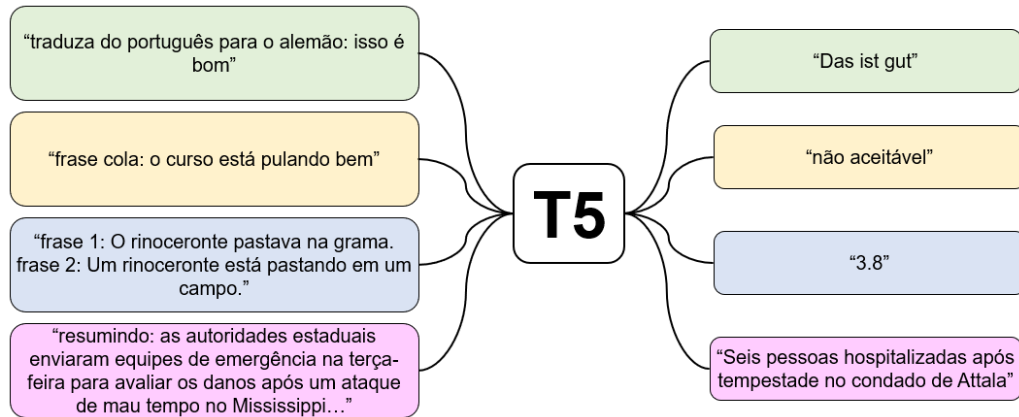 “traduza do português para o alemão: isso é
bom”
“frase cola: o curso está pulando bem”
“frase 1: O rinoceronte pastava na grama.
frase 2: Um rinoceronte está pastando em um
campo.”
“resumindo: as autoridades estaduais
enviaram equipes de emergência na terça-
feira para avaliar os danos após um ataque
de mau tempo no Mississippi…”
T5
“Das ist gut”
“não aceitável”
“3.8”
“Seis pessoas hospitalizadas após
tempestade no condado de Attala”